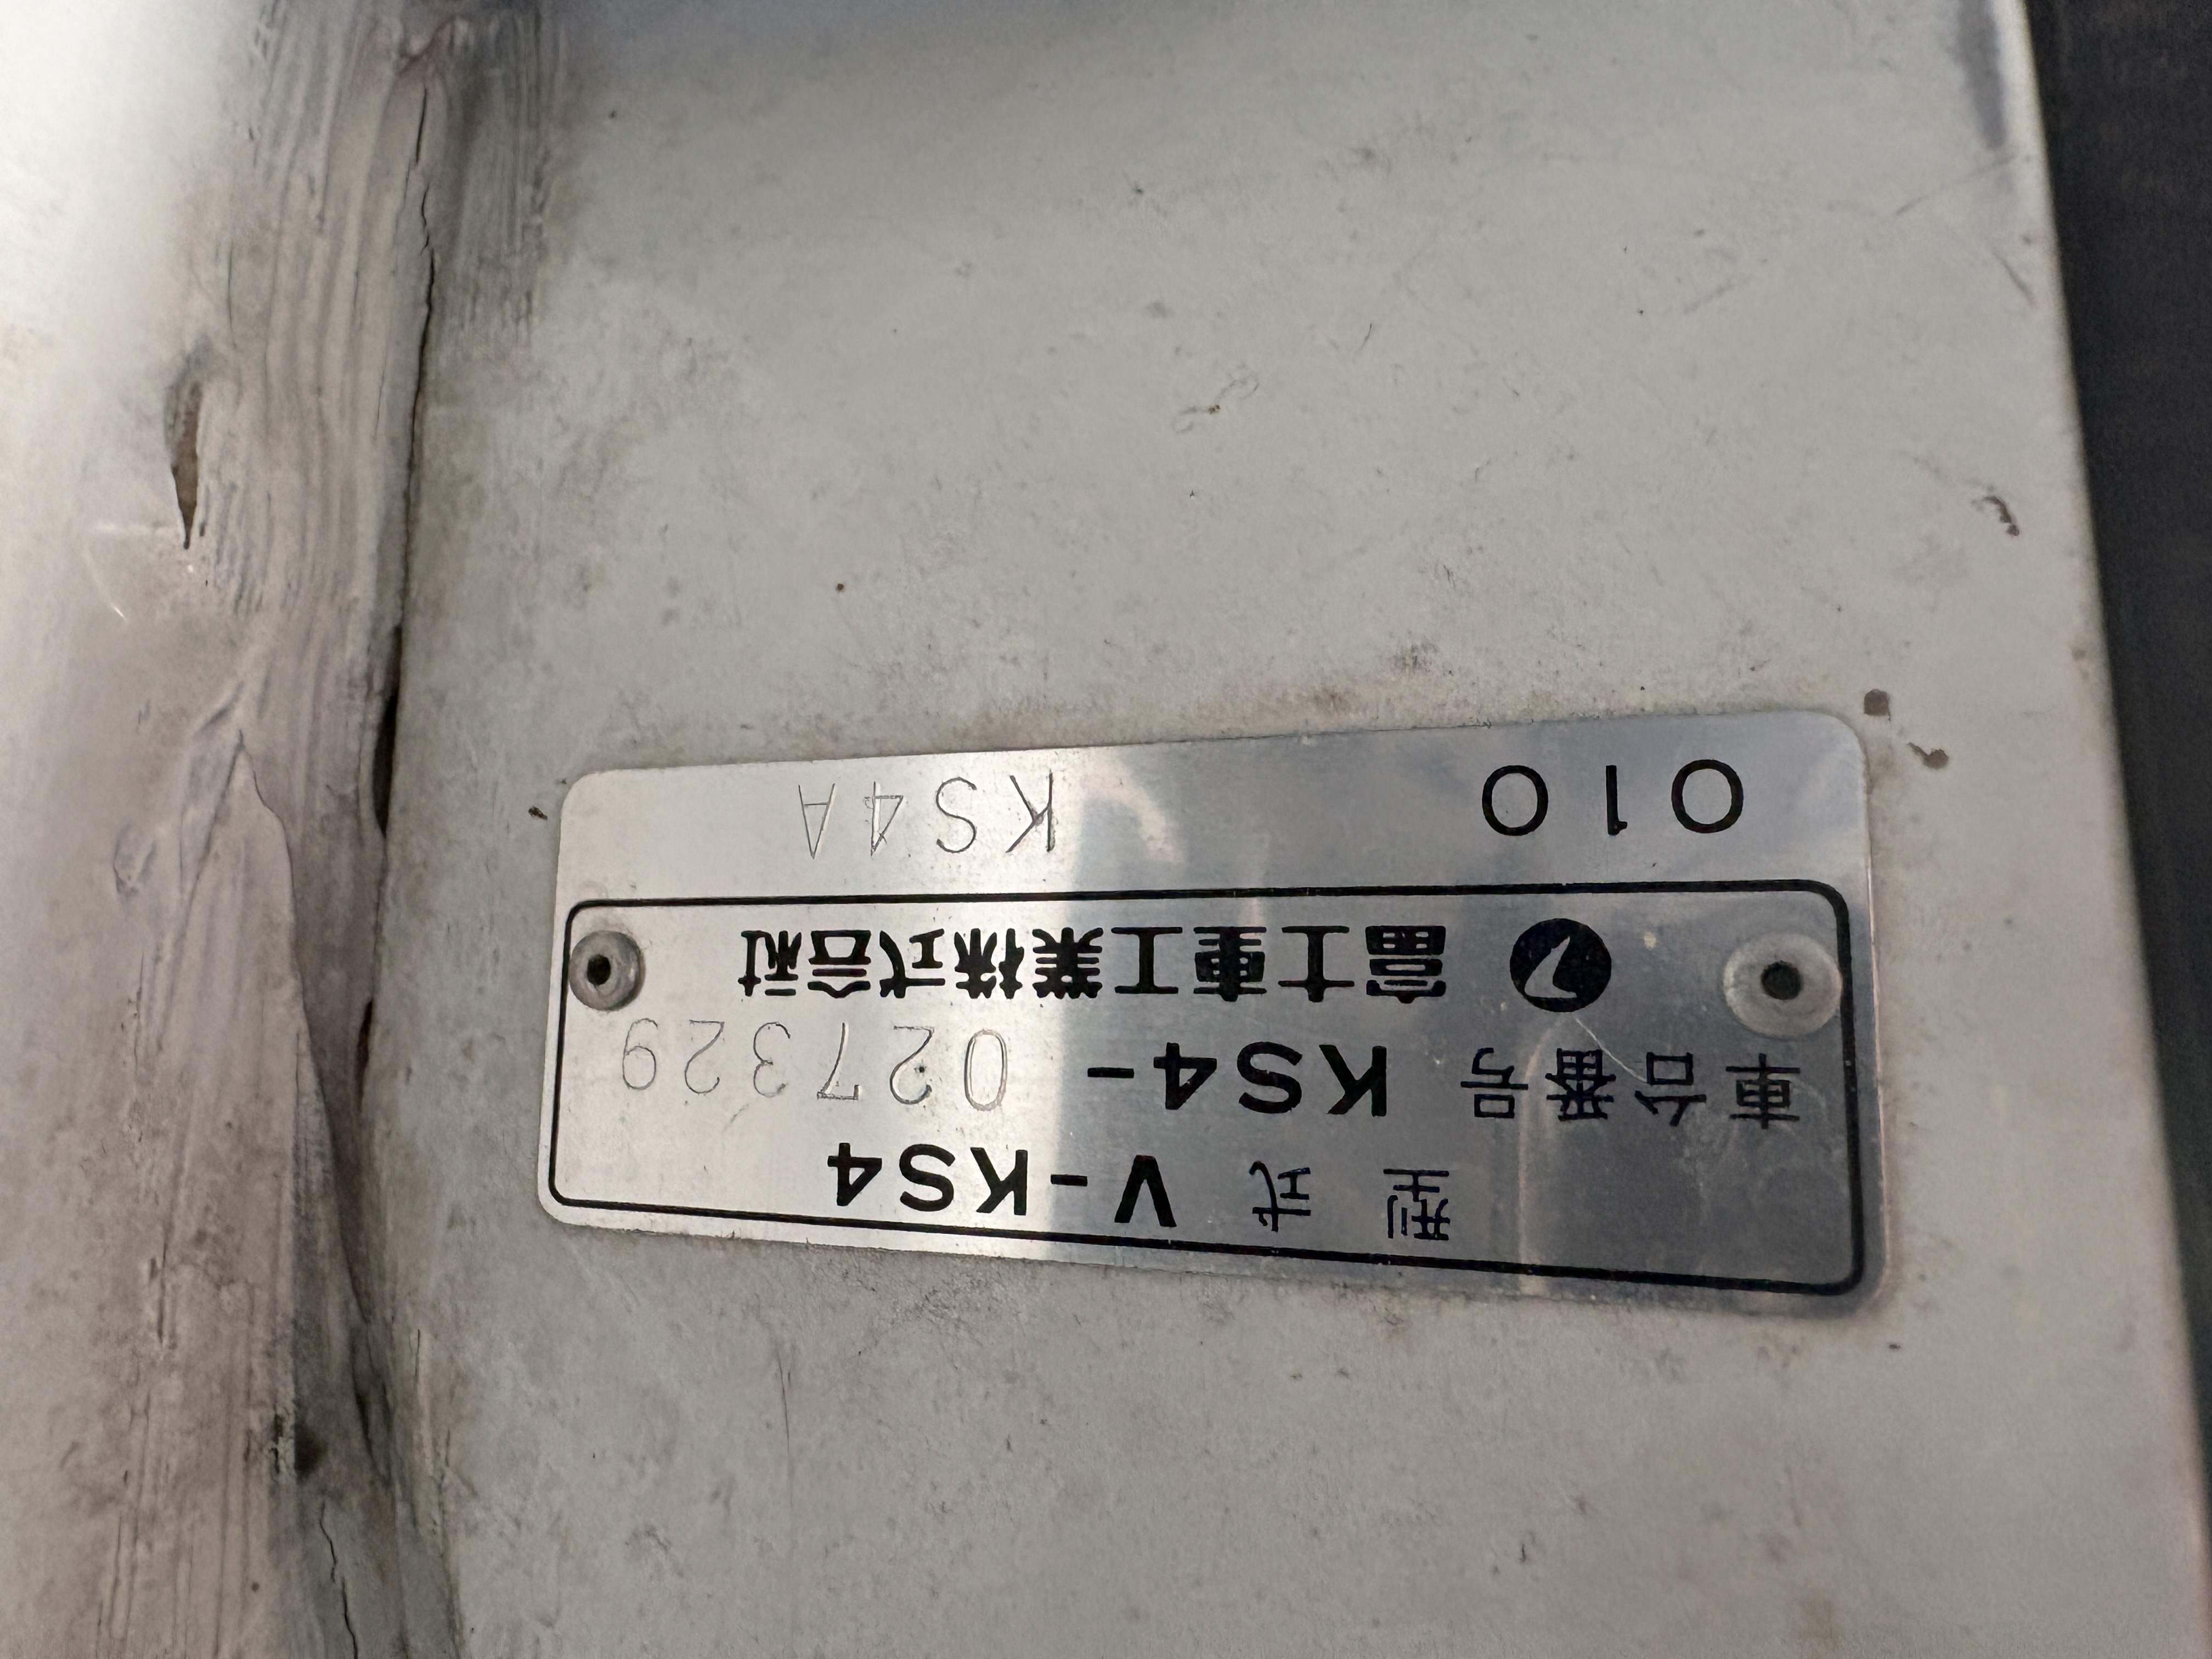 型 式 V-KS4
車台番号 KS4- 027329
富士重工業株式会社
010 KS4A